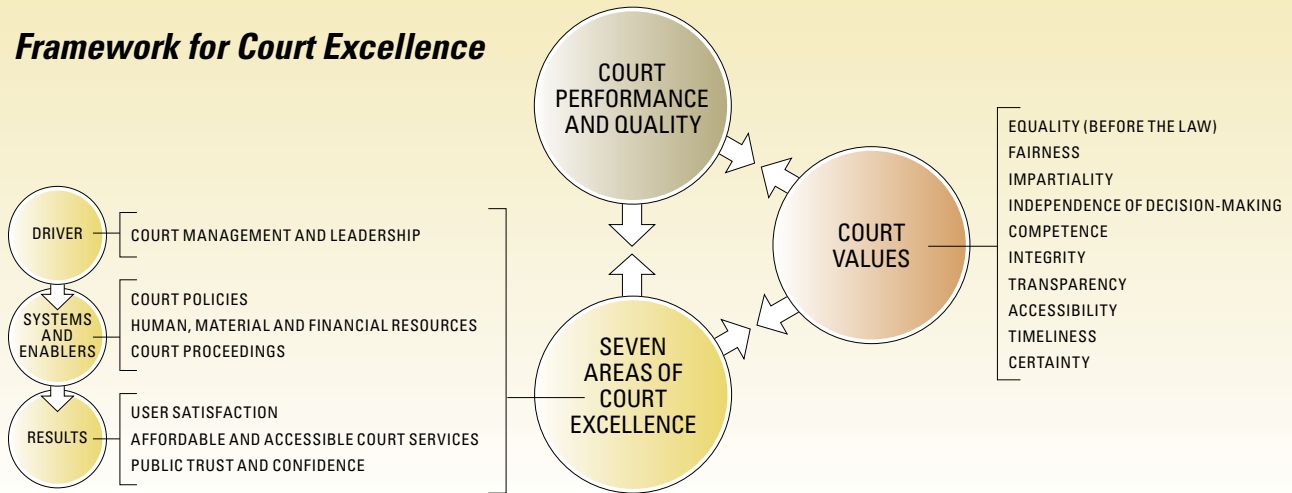 Framework for Court Excellence
COURT
PERFORMANCE
AND QUALITY
COURT
VALUES
EQUALITY (BEFORE THE LAW)
FAIRNESS
IMPARTIALITY
INDEPENDENCE OF DECISION-MAKING
COMPETENCE
INTEGRITY
TRANSPARENCY
ACCESSIBILITY
TIMELINESS
CERTAINTY
SEVEN
AREAS OF
COURT
EXCELLENCE
DRIVER
COURT MANAGEMENT AND LEADERSHIP
SYSTEMS
AND
ENABLERS
COURT POLICIES
HUMAN, MATERIAL AND FINANCIAL RESOURCES
COURT PROCEEDINGS
RESULTS
USER SATISFACTION
AFFORDABLE AND ACCESSIBLE COURT SERVICES
PUBLIC TRUST AND CONFIDENCE